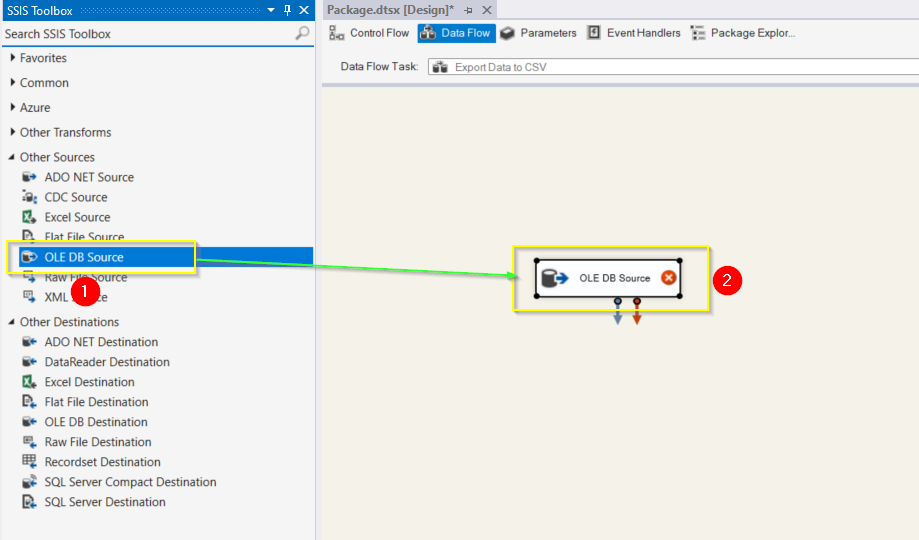 SSIS Toolbox
Search SSIS Toolbox
Favorites
Common
Azure
Other Transforms
Other Sources
ADO NET Source
CDC Source
Excel Source
Flat File Source
OLE DB Source
Raw File Source
1
XML
Other Destinations
ADO NET Destination
DataReader Destination
Excel Destination
Flat File Destination
OLE DB Destination
Raw File Destination
Recordset Destination
SQL Server Compact Destination
SQL Server Destination
Package.dtsx [Design]*
Control Flow Data Flow Parameters Event Handlers Package Explor...
Data Flow Task: Export Data to CSV
OLE DB Source
2